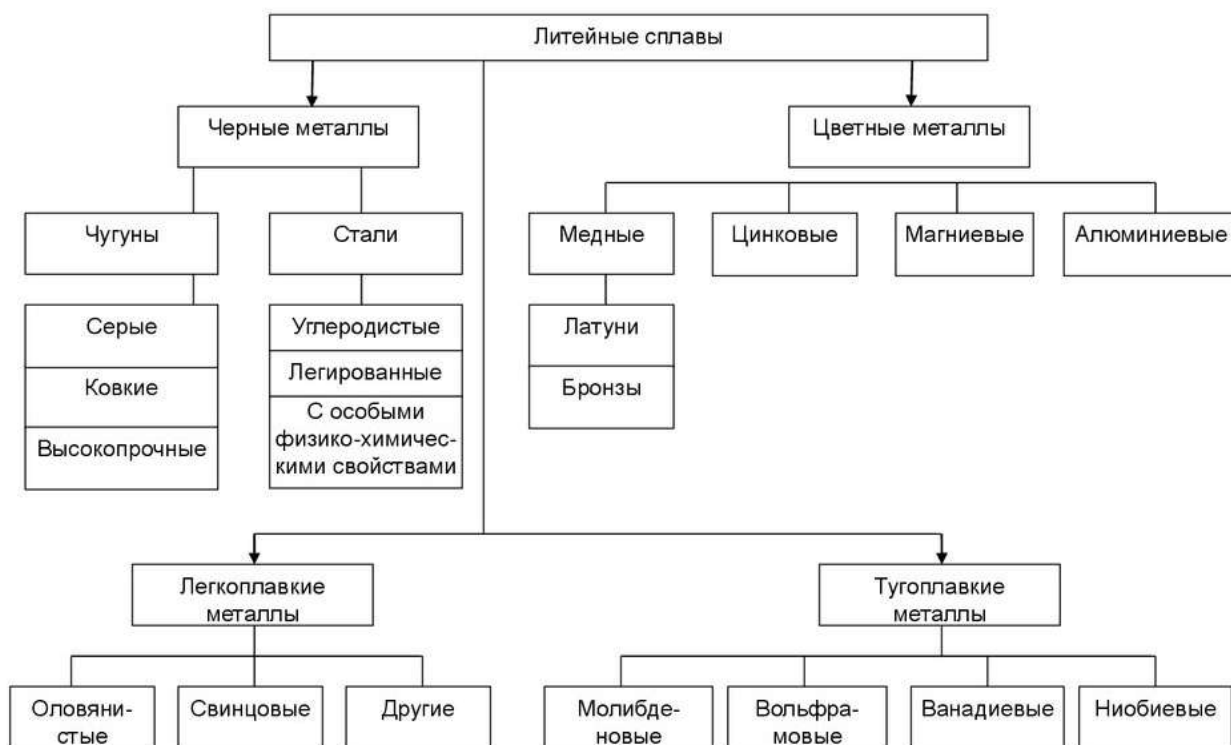 Литейные сплавы
Черные металлы
Цветные металлы
Чугуны
Стали
Медные
Цинковые
Магниевые
Алюминиевые
Серые
Ковкие
Высокопрочные
Углеродистые
Легированные
С особыми
физико-химичес-
кими свойствами
Латуни
Бронзы
Легкоплавкие
металлы
Тугоплавкие
металлы
Оловяни-
стые
Свинцовые
Другие
Молибде-
новые
Вольфра-
мовые
Ванадиевые
Ниобиевые